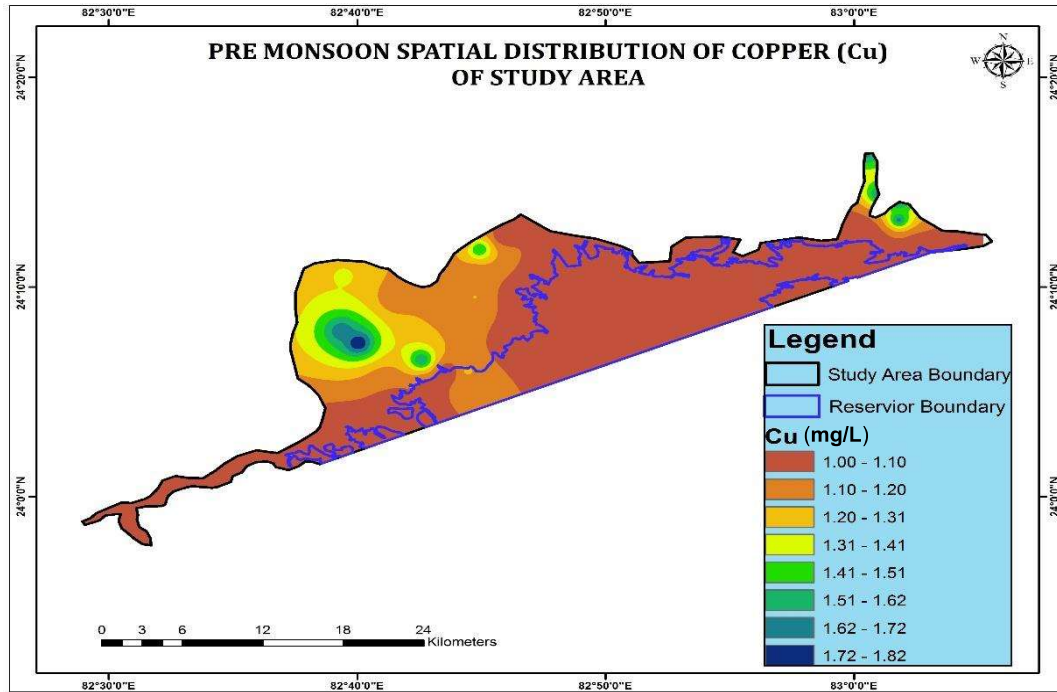 82°30'0"E 82°40'0"E 82°50'0"E 83°0'0"E
PRE MONSOON SPATIAL DISTRIBUTION OF COPPER (Cu)
OF STUDY AREA
N
W E
S
24°20'0"N 24°20'0"N
24°10'0"N 24°10'0"N
24°0'0"N 24°0'0"N
Legend
Study Area Boundary
Reservior Boundary
Cu (mg/L)
1.00 - 1.10
1.10 - 1.20
1.20 - 1.31
1.31 - 1.41
1.41 - 1.51
1.51 - 1.62
1.62 - 1.72
1.72 - 1.82
0 3 6 12 18 24
Kilometers
82°30'0"E 82°40'0"E 82°50'0"E 83°0'0"E